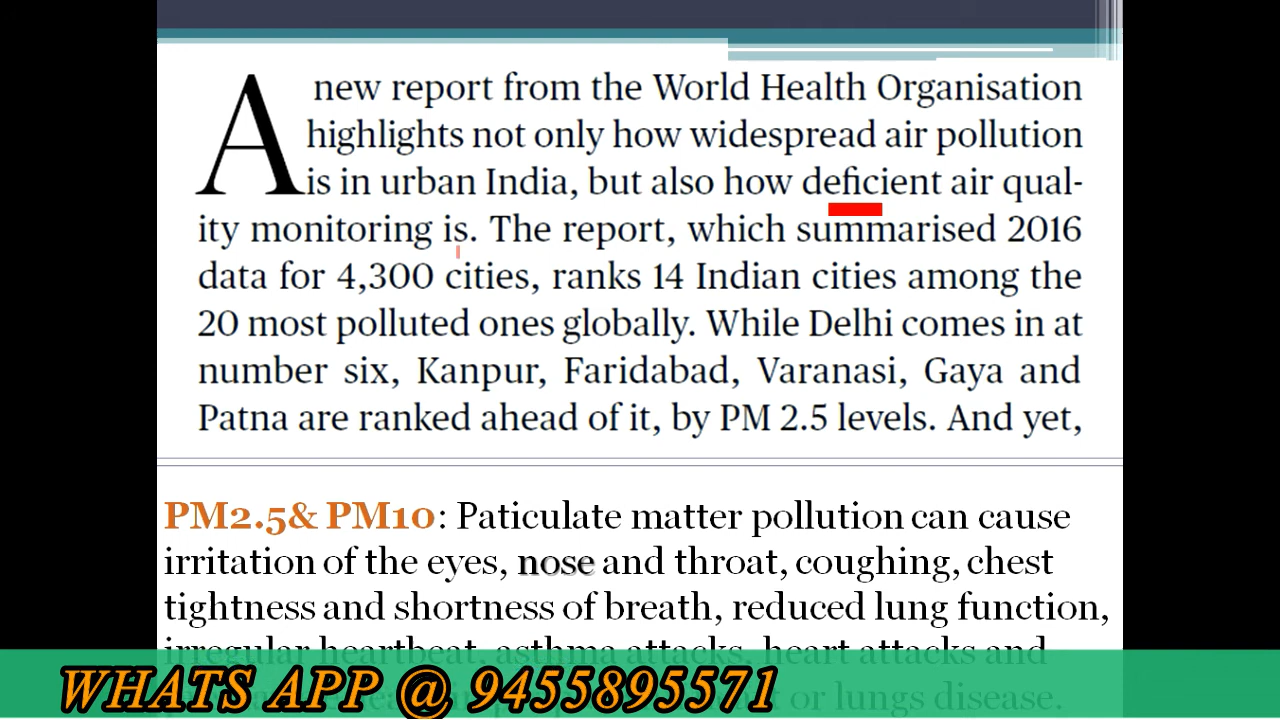 A new report from the World Health Organisation
highlights not only how widespread air pollution
is in urban India, but also how deficient air qual-
ity monitoring is. The report, which summarised 2016
data for 4,300 cities, ranks 14 Indian cities among the
20 most polluted ones globally. While Delhi comes in at
number six, Kanpur, Faridabad, Varanasi, Gaya and
Patna are ranked ahead of it, by PM 2.5 levels. And yet,
PM2.5& PM10: Paticulate matter pollution can cause
irritation of the eyes, nose and throat, coughing, chest
tightness and shortness of breath, reduced lung function,
irregular heartbeat, asthma attacks, heart attacks and
or lungs disease.
WHATS APP @ 9455895571